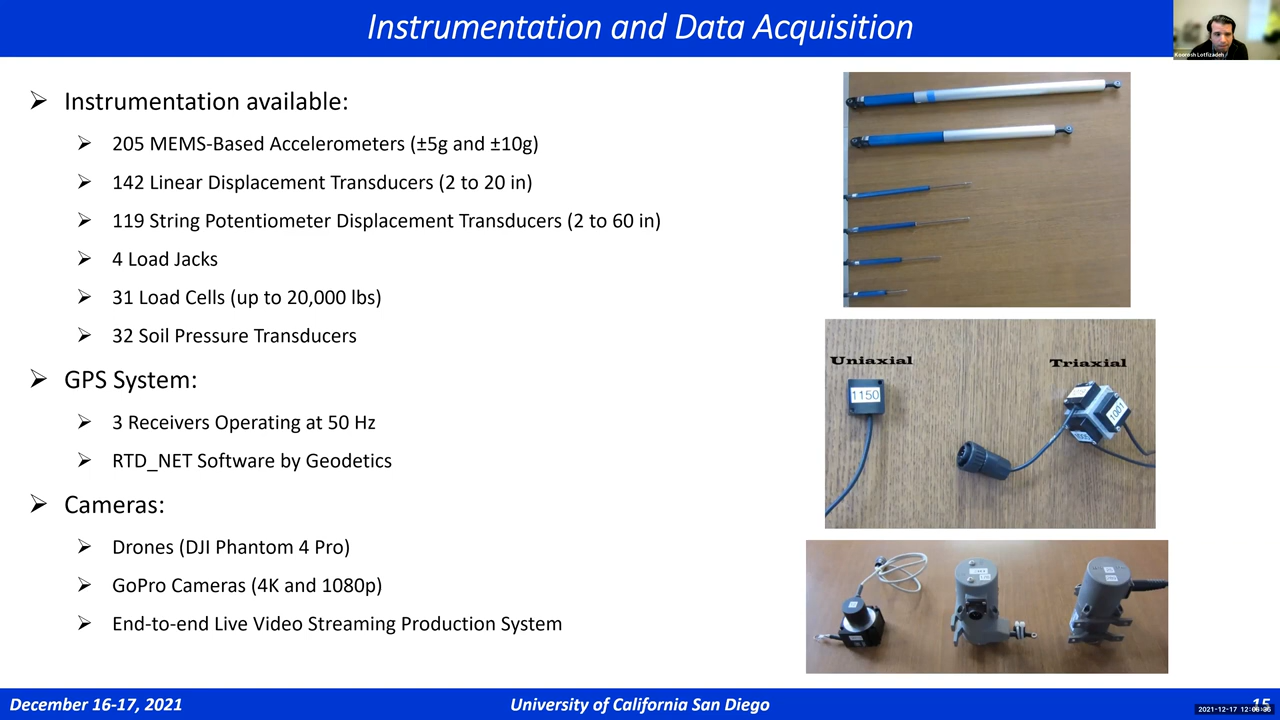 Instrumentation and Data Acquisition
Koorosh Lotfizadeh
Instrumentation available:
205 MEMS-Based Accelerometers (±5g and ±10g)
142 Linear Displacement Transducers (2 to 20 in)
119 String Potentiometer Displacement Transducers (2 to 60 in)
4 Load Jacks
31 Load Cells (up to 20,000 lbs)
32 Soil Pressure Transducers
GPS System:
3 Receivers Operating at 50 Hz
RTD_NET Software by Geodetics
Cameras:
Drones (DJI Phantom 4 Pro)
GoPro Cameras (4K and 1080p)
End-to-end Live Video Streaming Production System
Uniaxial
Triaxial
1150
1001
December 16-17, 2021
University of California San Diego
15
2021-12-17